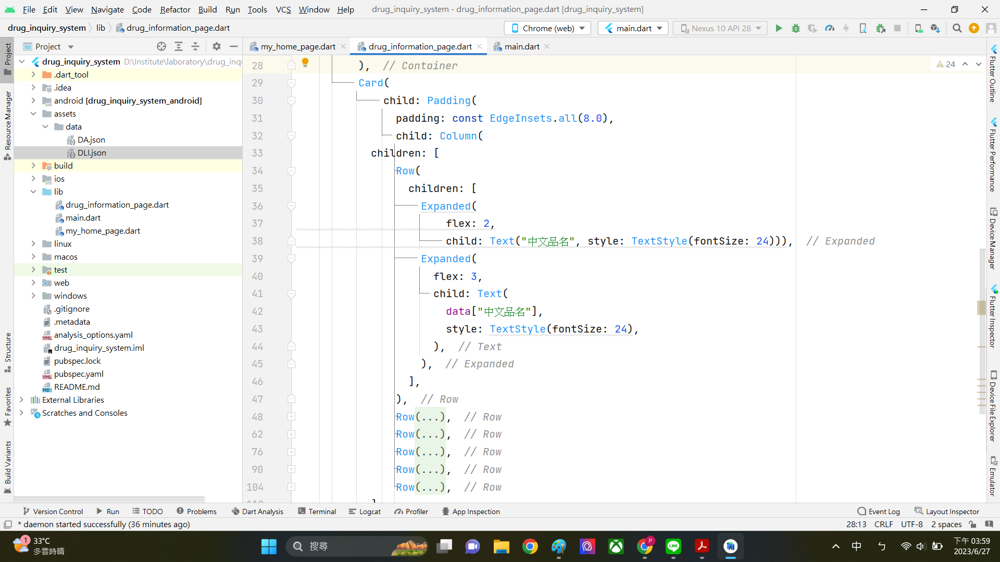 File Edit View Navigate Code Refactor Build Run Tools VCS Window Help drug_inquiry_system - drug_information_page.dart [drug_inquiry_system]
drug_inquiry_system lib drug_information_page.dart Chrome (web) main.dart Nexus 10 API 28
Project
my_home_page.dart drug_information_page.dart main.dart
drug_inquiry_system D:\Institute\laboratory\drug_inqu
.dart_tool
.idea
android [drug_inquiry_system_android]
assets
data
DA.json
DLI.json
build
ios
lib
drug_information_page.dart
main.dart
my_home_page.dart
linux
macos
test
web
windows
.gitignore
.metadata
analysis_options.yaml
drug_inquiry_system.iml
pubspec.lock
pubspec.yaml
README.md
External Libraries
Scratches and Consoles
Project
Resource Manager
Structure
Favorites
Build Variants
24
28 ), // Container
29 Card(
30 child: Padding(
31 padding: const EdgeInsets.all(8.0),
32 child: Column(
33 children: [
34 Row(
35 children: [
36 Expanded(
37 flex: 2,
38 child: Text("中文品名", style: TextStyle(fontSize: 24))), // Expanded
39 Expanded(
40 flex: 3,
41 child: Text(
42 data["中文品名"],
43 style: TextStyle(fontSize: 24),
44 ), // Text
45 ), // Expanded
46 ],
47 ), // Row
48 Row(...), // Row
62 Row(...), // Row
76 Row(...), // Row
90 Row(...), // Row
104 Row(...), // Row
Flutter Outline
Flutter Performance
Device Manager
Flutter Inspector
Device File Explorer
Emulator
Version Control Run TODO Problems Dart Analysis Terminal Logcat Profiler App Inspection Event Log Layout Inspector
* daemon started successfully (36 minutes ago) 28:13 CRLF UTF-8 2 spaces
1 33°C
多雲時晴
搜尋
P
LINE
中
ㄣ
下午 03:59
2023/6/27